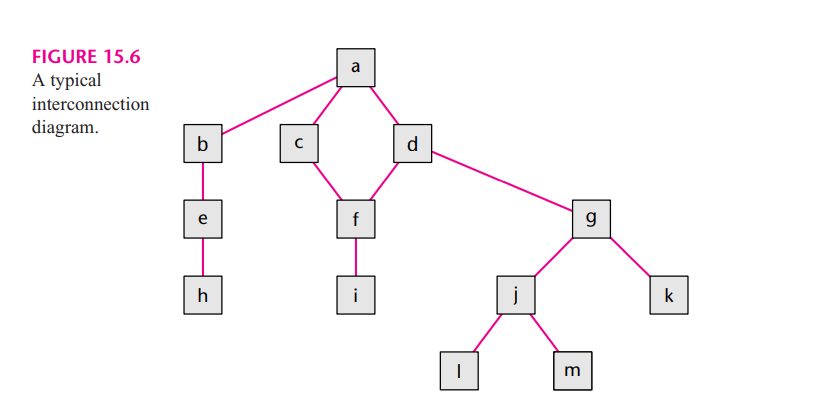 FIGURE 15.6
A typical
interconnection
diagram.
a
b
c
d
e
f
g
h
i
j
k
l
m